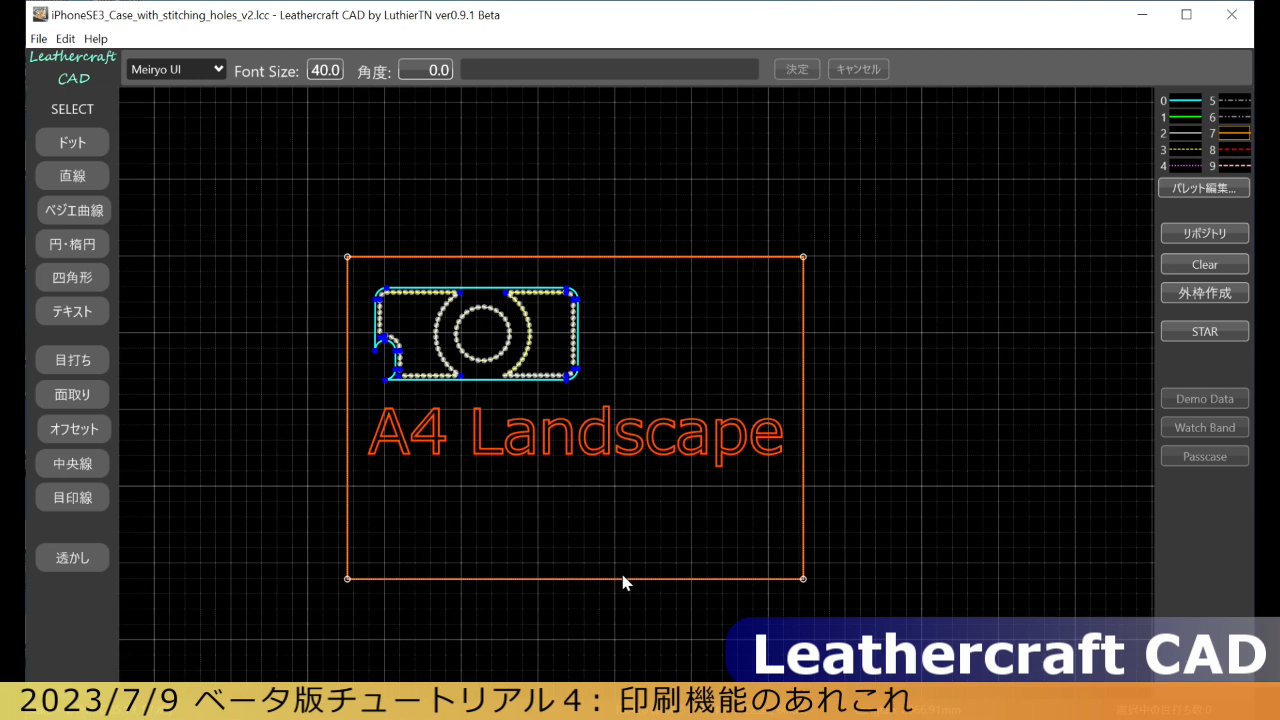 iPhoneSE3_Case_with_stitching_holes_v2.lcc - Leathercraft CAD by LuthierTN ver0.9.1 Beta
File Edit Help
Leathercraft
CAD
Meiryo UI Font Size: 40.0 角度: 0.0 決定 キャンセル
SELECT
ドット
直線
ベジエ曲線
円・楕円
四角形
テキスト
目打ち
面取り
オフセット
中央線
目印線
透かし
0 5
1 6
2 7
3 8
4 9
パレット編集...
リポジトリ
Clear
外枠作成
STAR
Demo Data
Watch Band
Passcase
A4 Landscape
Leathercraft CAD
2023/7/9 ベータ版チュートリアル４：印刷機能のあれこれ